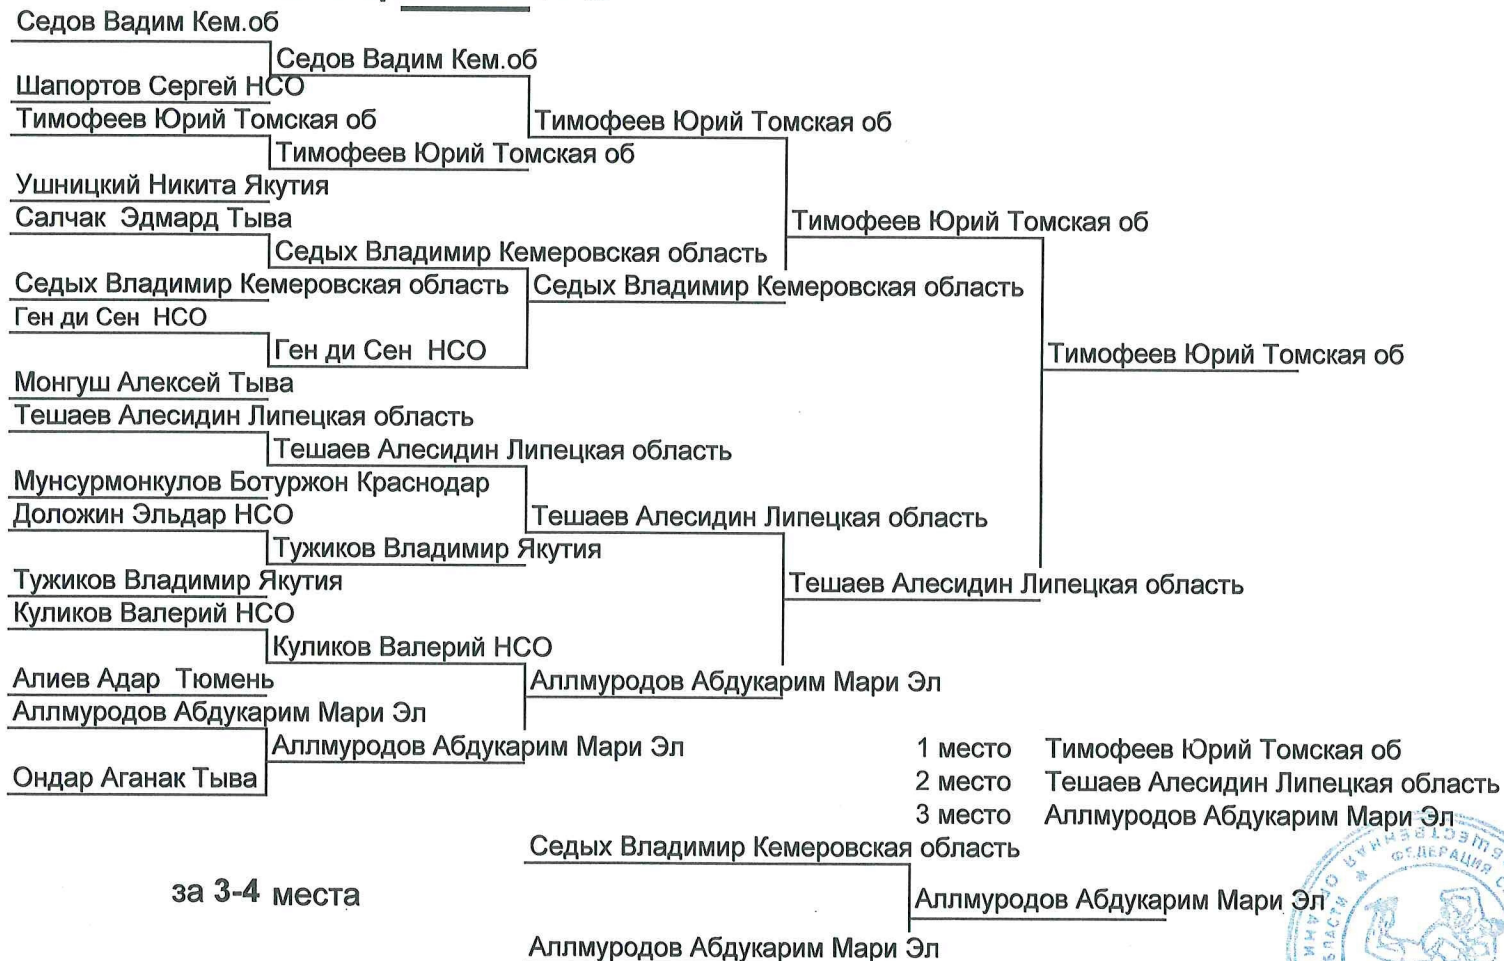 Седов Вадим Кем.об
Седов Вадим Кем.об
Шапортов Сергей НСО
Тимофеев Юрий Томская об
Тимофеев Юрий Томская об
Тимофеев Юрий Томская об
Ушницкий Никита Якутия
Салчак Эдмард Тыва
Тимофеев Юрий Томская об
Седых Владимир Кемеровская область
Седых Владимир Кемеровская область
Седых Владимир Кемеровская область
Ген ди Сен НСО
Ген ди Сен НСО
Тимофеев Юрий Томская об
Монгуш Алексей Тыва
Тешаев Алесидин Липецкая область
Тешаев Алесидин Липецкая область
Мунсурмонкулов Ботуржон Краснодар
Доложин Эльдар НСО
Тешаев Алесидин Липецкая область
Тужиков Владимир Якутия
Тужиков Владимир Якутия
Тешаев Алесидин Липецкая область
Куликов Валерий НСО
Куликов Валерий НСО
Алиев Адар Тюмень
Аллмуродов Абдукарим Мари Эл
Аллмуродов Абдукарим Мари Эл
Аллмуродов Абдукарим Мари Эл
Ондар Аганак Тыва
1 место Тимофеев Юрий Томская об
2 место Тешаев Алесидин Липецкая область
3 место Аллмуродов Абдукарим Мари Эл
Седых Владимир Кемеровская область
за 3-4 места
Аллмуродов Абдукарим Мари Эл
Аллмуродов Абдукарим Мари Эл
ФЕДЕРАЦИЯ